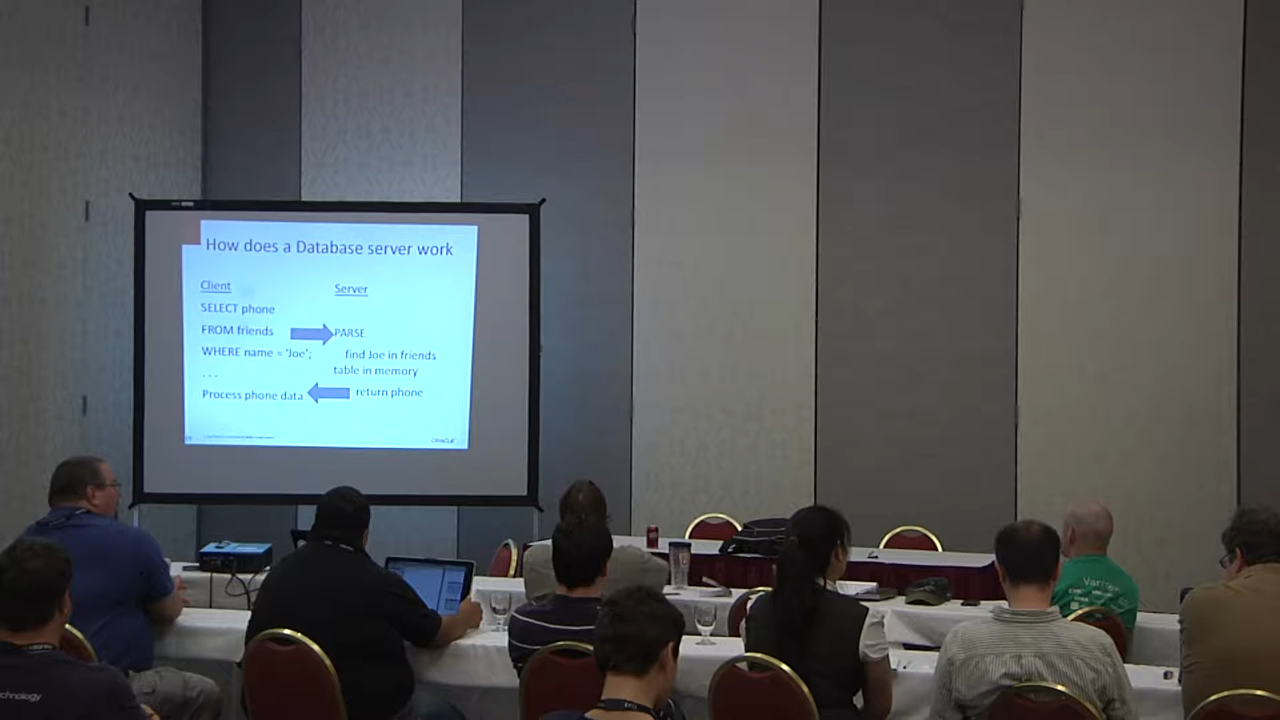 How does a Database server work
Client
Server
SELECT phone
FROM friends
PARSE
WHERE name = 'Joe';
find Joe in friends
table in memory
. . .
Process phone data
return phone
ORACLE
chnology